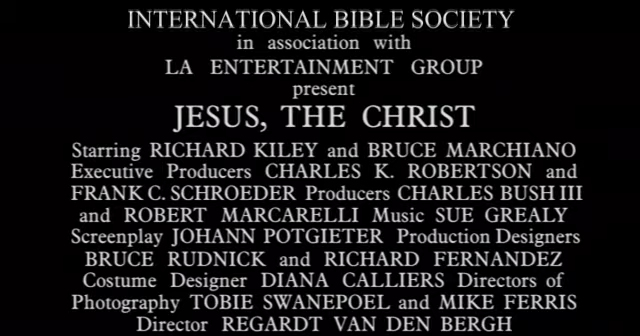 INTERNATIONAL BIBLE SOCIETY
in association with
LA ENTERTAINMENT GROUP
present
JESUS, THE CHRIST
Starring RICHARD KILEY and BRUCE MARCHIANO
Executive Producers CHARLES K. ROBERTSON and
FRANK C. SCHROEDER Producers CHARLES BUSH III
and ROBERT MARCARELLI Music SUE GREALY
Screenplay JOHANN POTGIETER Production Designers
BRUCE RUDNICK and RICHARD FERNANDEZ
Costume Designer DIANA CALLIERS Directors of
Photography TOBIE SWANEPOEL and MIKE FERRIS
Director REGARDT VAN DEN BERGH